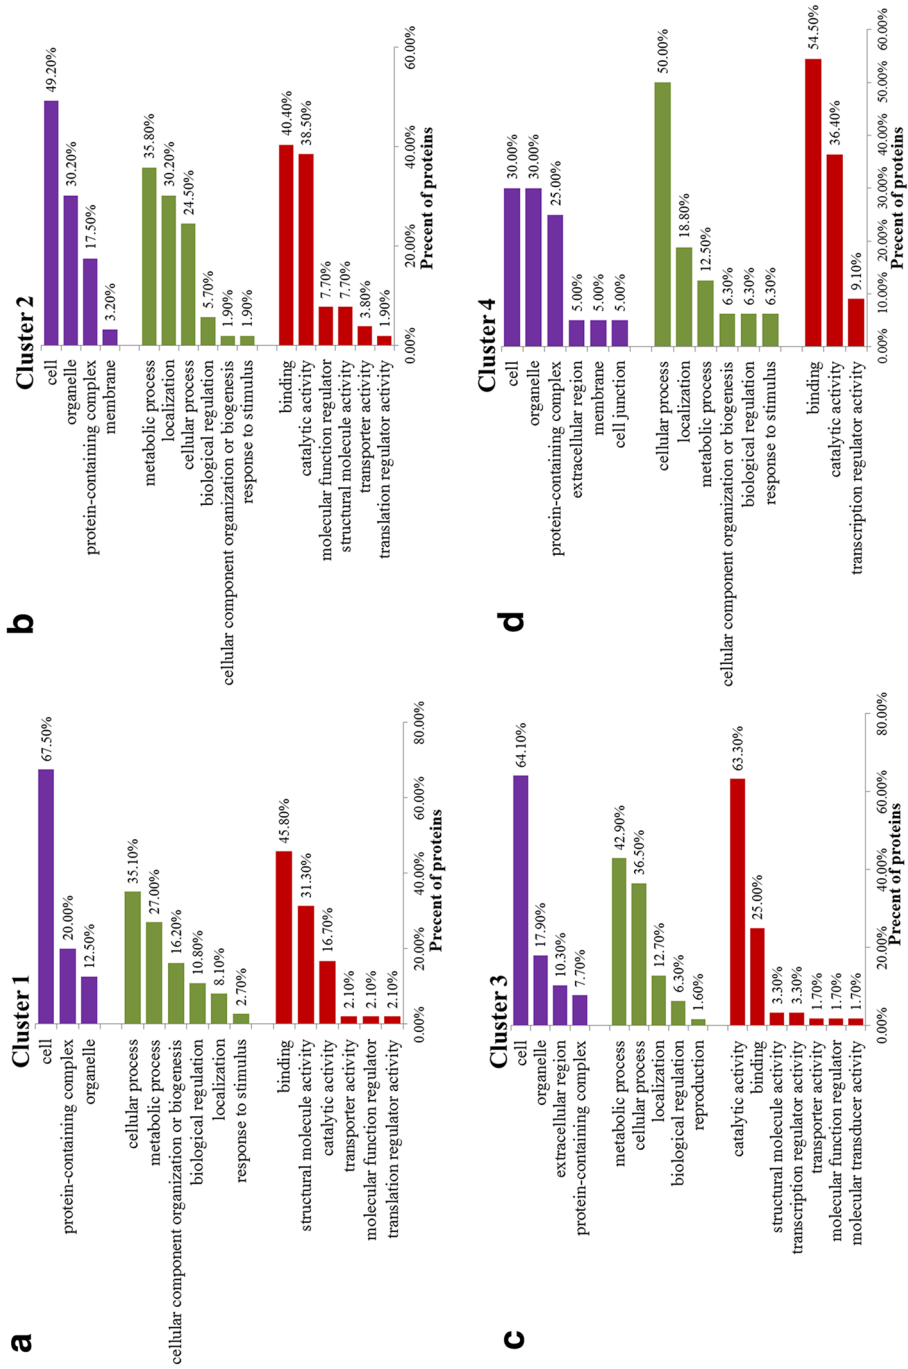 a
Cluster 1
cell 67.50%
protein-containing complex 20.00%
organelle 12.50%
cellular process 35.10%
metabolic process 27.00%
cellular component organization or biogenesis 16.20%
biological regulation 10.80%
localization 8.10%
response to stimulus 2.70%
binding 45.80%
structural molecule activity 31.30%
catalytic activity 16.70%
transporter activity 2.10%
molecular function regulator 2.10%
translation regulator activity 2.10%
0.00% 20.00% 40.00% 60.00% 80.00%
Precent of proteins
b
Cluster 2
cell 49.20%
organelle 30.20%
protein-containing complex 17.50%
membrane 3.20%
metabolic process 35.80%
localization 30.20%
cellular process 24.50%
biological regulation 5.70%
cellular component organization or biogenesis 1.90%
response to stimulus 1.90%
binding 40.40%
catalytic activity 38.50%
molecular function regulator 7.70%
structural molecule activity 7.70%
transporter activity 3.80%
translation regulator activity 1.90%
0.00% 20.00% 40.00% 60.00%
Precent of proteins
c
Cluster 3
cell 64.10%
organelle 17.90%
extracellular region 10.30%
protein-containing complex 7.70%
metabolic process 42.90%
cellular process 36.50%
localization 12.70%
biological regulation 6.30%
reproduction 1.60%
catalytic activity 63.30%
binding 25.00%
structural molecule activity 3.30%
transcription regulator activity 3.30%
transporter activity 1.70%
molecular function regulator 1.70%
molecular transducer activity 1.70%
0.00% 20.00% 40.00% 60.00% 80.00%
Precent of proteins
d
Cluster 4
cell 30.00%
organelle 30.00%
protein-containing complex 25.00%
extracellular region 5.00%
membrane 5.00%
cell junction 5.00%
cellular process 50.00%
localization 18.80%
metabolic process 12.50%
cellular component organization or biogenesis 6.30%
biological regulation 6.30%
response to stimulus 6.30%
binding 54.50%
catalytic activity 36.40%
transcription regulator activity 9.10%
0.00% 10.00% 20.00% 30.00% 40.00% 50.00% 60.00%
Precent of proteins